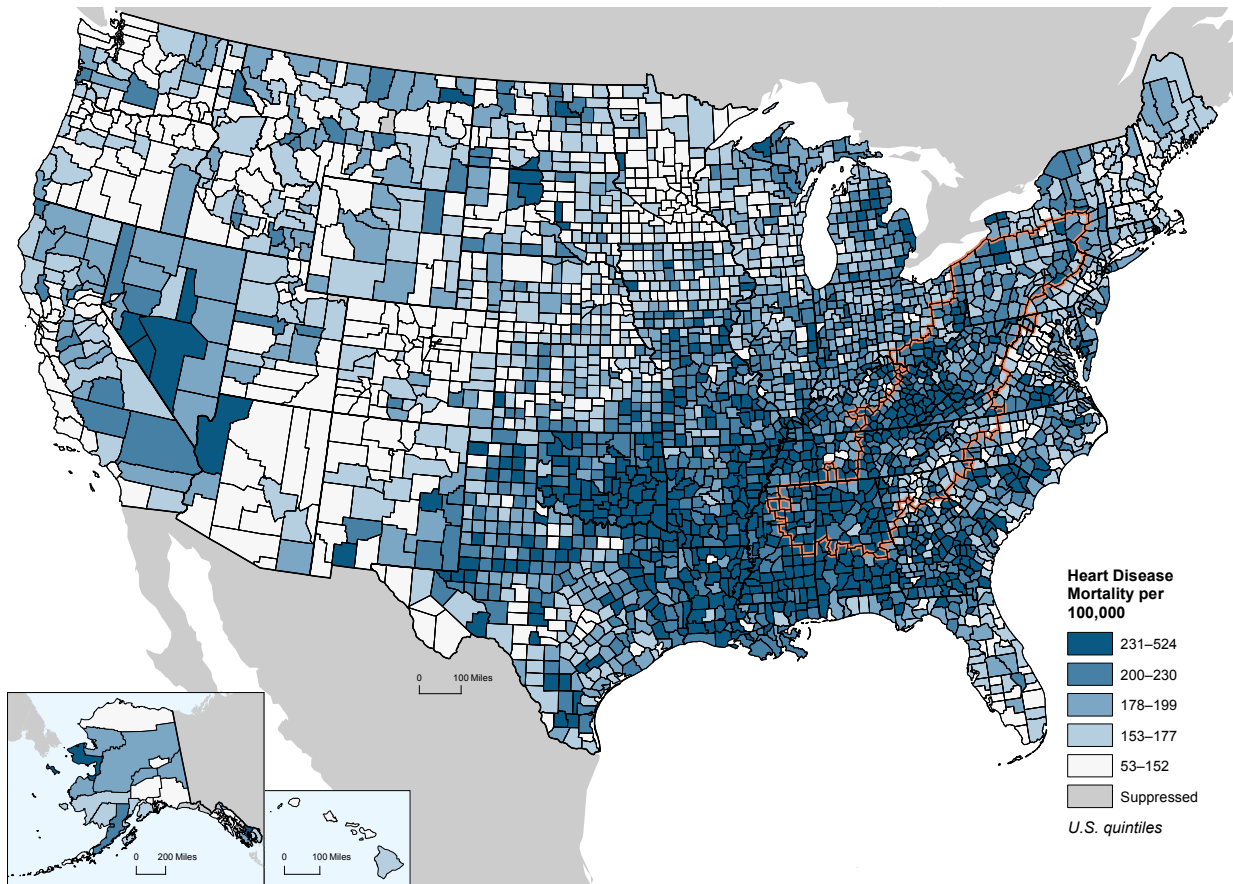 Heart Disease
Mortality per
100,000
231–524
200–230
178–199
153–177
53–152
Suppressed
U.S. quintiles
0 100 Miles
0 200 Miles
0 100 Miles